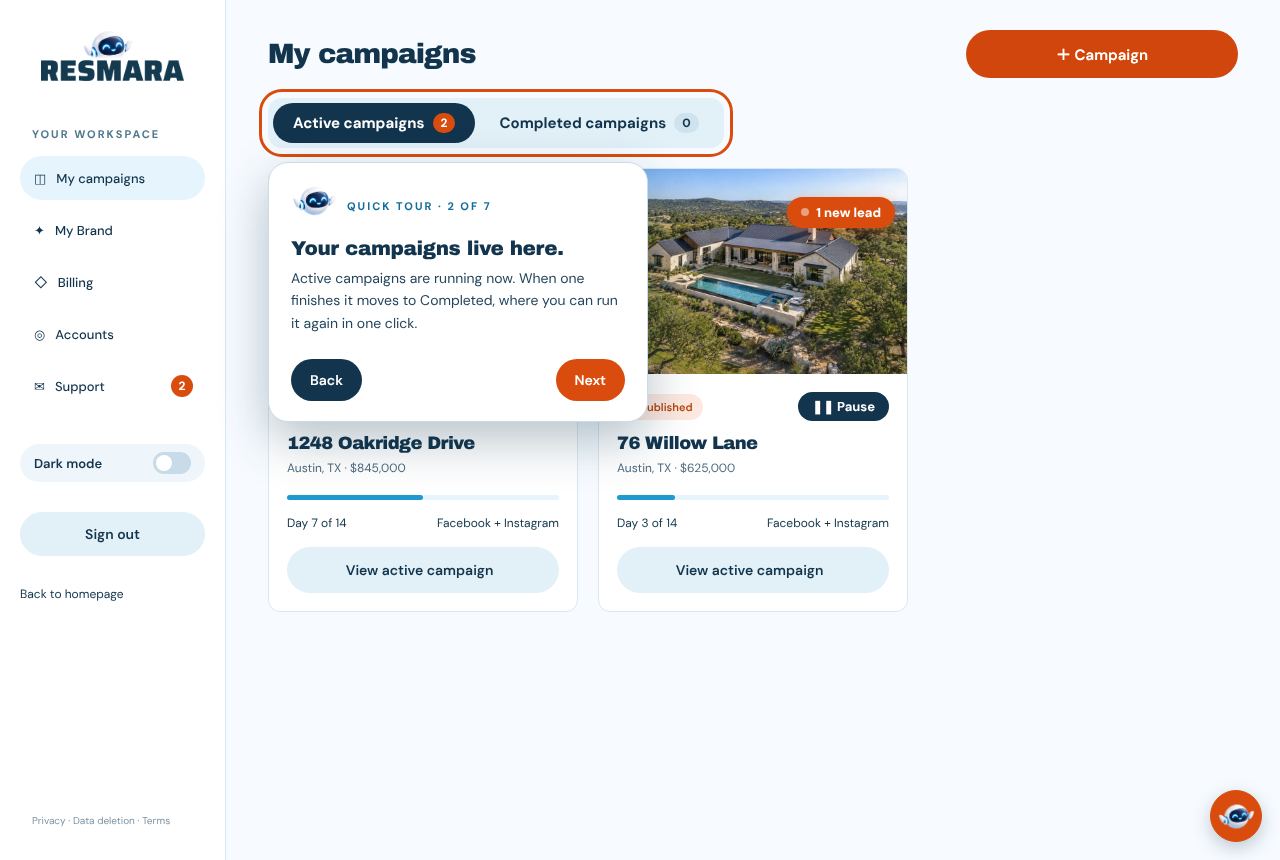 RESMARA
YOUR WORKSPACE
My campaigns
My Brand
Billing
Accounts
Support 2
Dark mode
Sign out
Back to homepage
Privacy · Data deletion · Terms
My campaigns
+ Campaign
Active campaigns 2
Completed campaigns 0
QUICK TOUR · 2 OF 7
Your campaigns live here.
Active campaigns are running now. When one
finishes it moves to Completed, where you can run
it again in one click.
Back
Next
1248 Oakridge Drive
Austin, TX · $845,000
Day 7 of 14
Facebook + Instagram
View active campaign
1 new lead
ublished
Pause
76 Willow Lane
Austin, TX · $625,000
Day 3 of 14
Facebook + Instagram
View active campaign